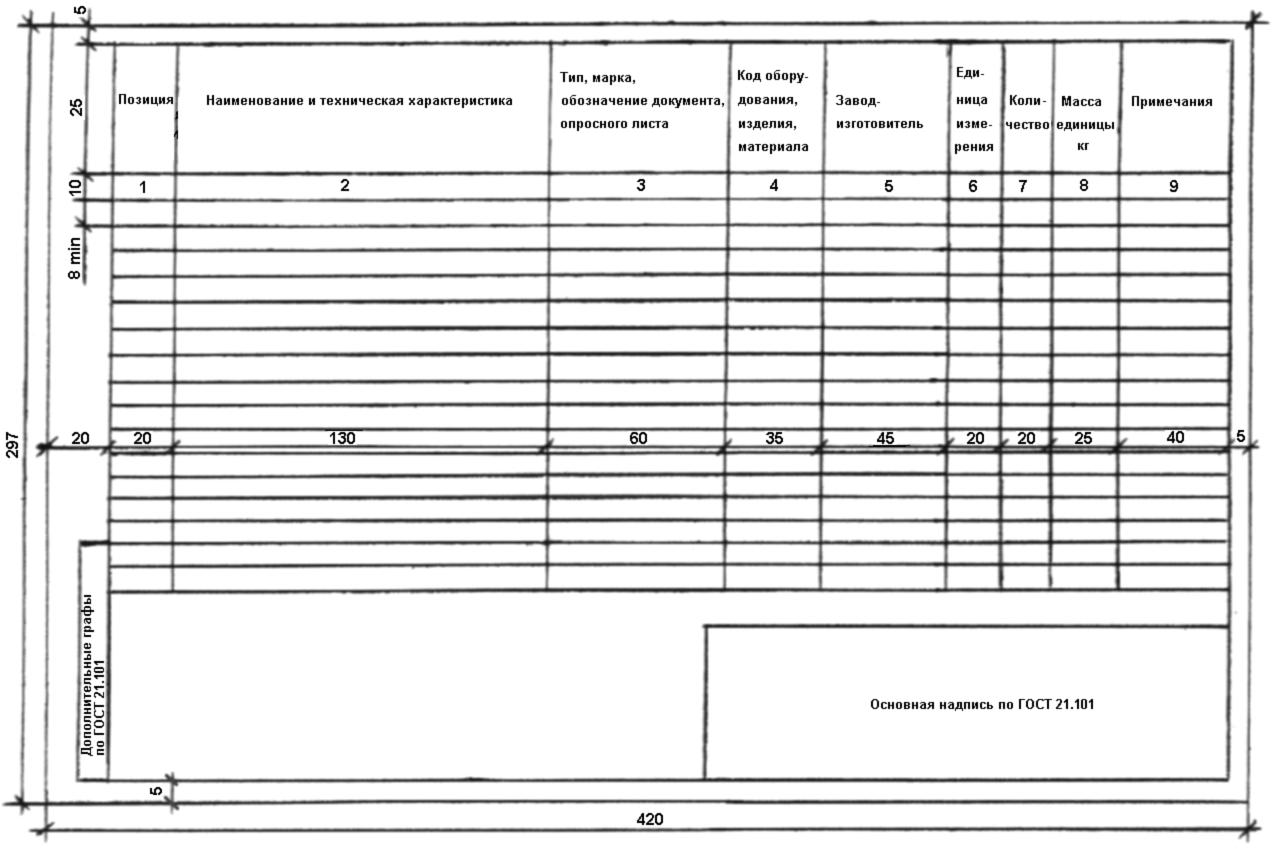 5
Позиция
Наименование и техническая характеристика
Тип, марка,
обозначение документа,
опросного листа
Код обору-
дования,
изделия,
материала
Завод-
изготовитель
Еди-
ница
изме-
рения
Коли-
чество
Масса
единицы
кг
Примечания
25
10
1 2 3 4 5 6 7 8 9
8 min
297
20 20 130 60 35 45 20 20 25 40 5
Дополнительные графы
по ГОСТ 21.101
Основная надпись по ГОСТ 21.101
5
420